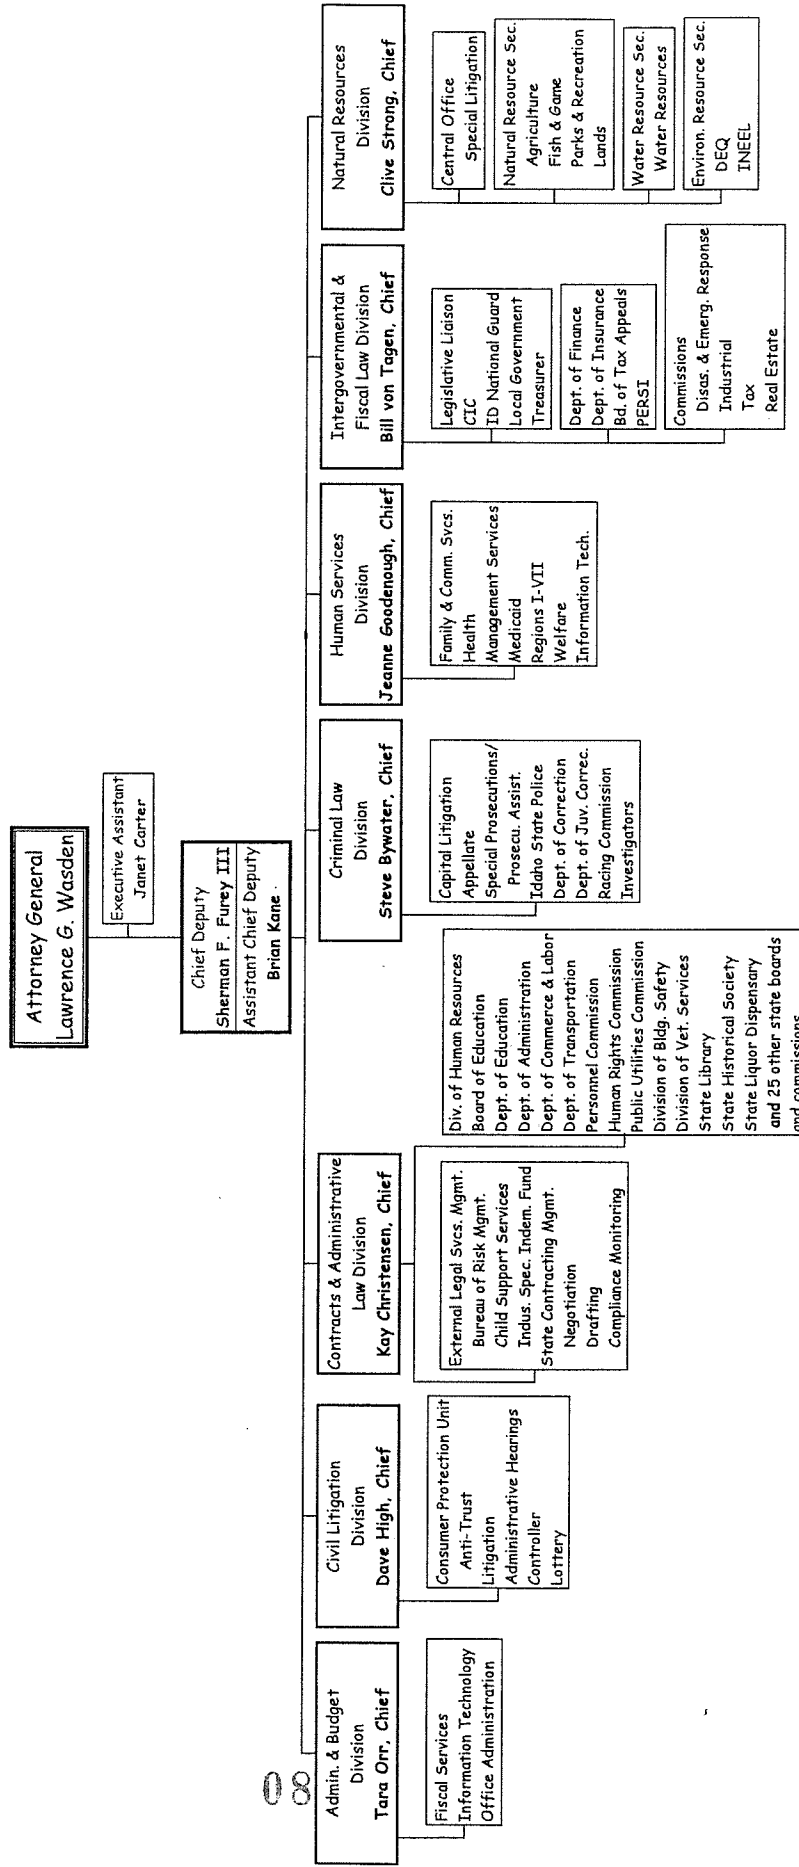 Attorney General
Lawrence G. Wasden
Executive Assistant
Janet Carter
Chief Deputy
Sherman F. Furey III
Assistant Chief Deputy
Brian Kane
Admin. & Budget
Division
Tara Orr, Chief
Fiscal Services
Information Technology
Office Administration
Civil Litigation
Division
Dave High, Chief
Consumer Protection Unit
Anti-Trust
Litigation
Administrative Hearings
Controller
Lottery
Contracts & Administrative
Law Division
Kay Christensen, Chief
External Legal Svcs. Mgmt.
Bureau of Risk Mgmt.
Child Support Services
Indus. Spec. Indem. Fund
State Contracting Mgmt.
Negotiation
Drafting
Compliance Monitoring
Div. of Human Resources
Board of Education
Dept. of Education
Dept. of Administration
Dept. of Commerce & Labor
Dept. of Transportation
Personnel Commission
Human Rights Commission
Public Utilities Commission
Division of Bldg. Safety
Division of Vet. Services
State Library
State Historical Society
State Liquor Dispensary
and 25 other state boards
and commissions
Criminal Law
Division
Steve Bywater, Chief
Capital Litigation
Appellate
Special Prosecutions/
Prosecu. Assist.
Idaho State Police
Dept. of Correction
Dept. of Juv. Correc.
Racing Commission
Investigators
Human Services
Division
Jeanne Goodenough, Chief
Family & Comm. Svcs.
Health
Management Services
Medicaid
Regions I-VII
Welfare
Information Tech.
Intergovernmental &
Fiscal Law Division
Bill von Tagen, Chief
Legislative Liaison
CIC
ID National Guard
Local Government
Treasurer
Dept. of Finance
Dept. of Insurance
Bd. of Tax Appeals
PERSI
Commissions
Disas. & Emerg. Response
Industrial
Tax
Real Estate
Natural Resources
Division
Clive Strong, Chief
Central Office
Special Litigation
Natural Resource Sec.
Agriculture
Fish & Game
Parks & Recreation
Lands
Water Resource Sec.
Water Resources
Environ. Resource Sec.
DEQ
INEEL